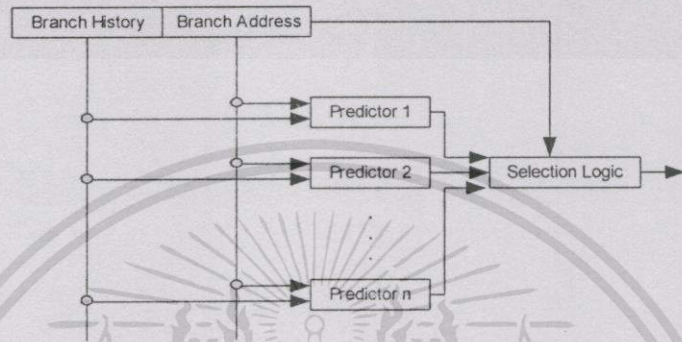 Branch History Branch Address
Predictor 1
Predictor 2
Selection Logic
Predictor n